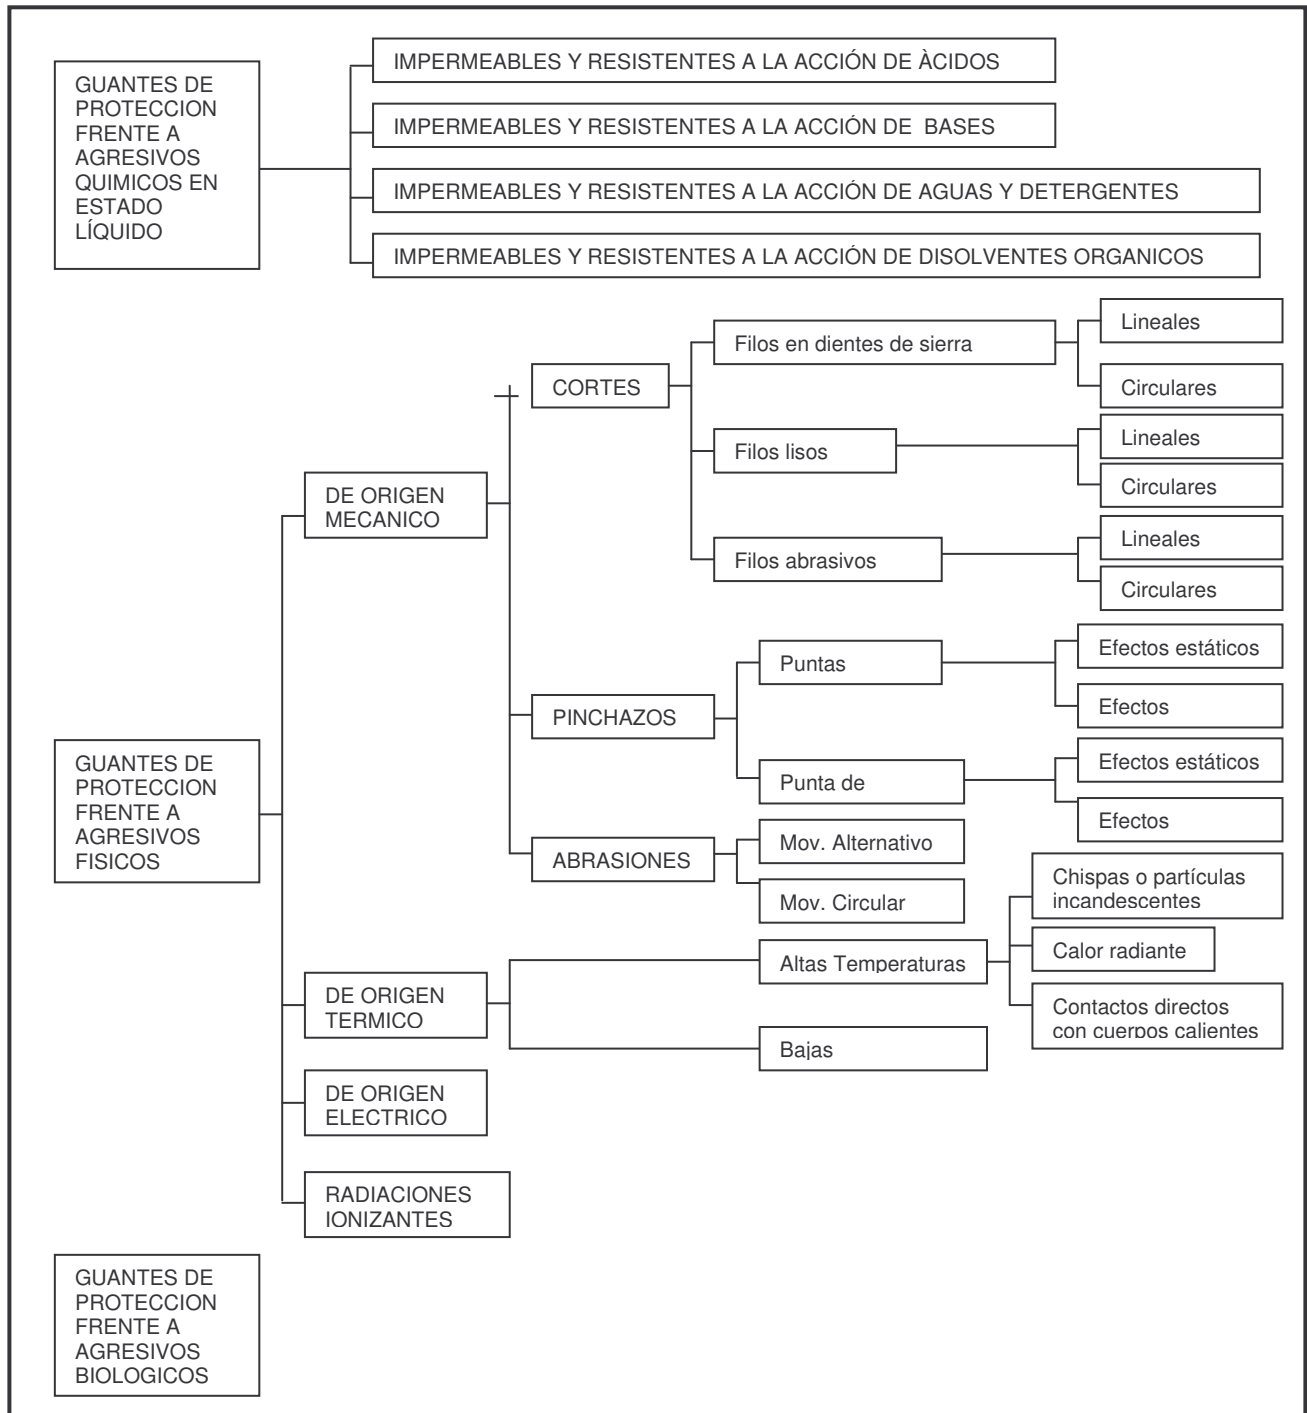 GUANTES DE
PROTECCION
FRENTE A
AGRESIVOS
QUIMICOS EN
ESTADO
LÍQUIDO
IMPERMEABLES Y RESISTENTES A LA ACCIÓN DE ÀCIDOS
IMPERMEABLES Y RESISTENTES A LA ACCIÓN DE BASES
IMPERMEABLES Y RESISTENTES A LA ACCIÓN DE AGUAS Y DETERGENTES
IMPERMEABLES Y RESISTENTES A LA ACCIÓN DE DISOLVENTES ORGANICOS
GUANTES DE
PROTECCION
FRENTE A
AGRESIVOS
FISICOS
DE ORIGEN
MECANICO
CORTES
Filos en dientes de sierra
Lineales
Circulares
Filos lisos
Lineales
Circulares
Filos abrasivos
Lineales
Circulares
PINCHAZOS
Puntas
Efectos estáticos
Efectos
Punta de
Efectos estáticos
Efectos
ABRASIONES
Mov. Alternativo
Mov. Circular
DE ORIGEN
TERMICO
Altas Temperaturas
Chispas o partículas
incandescentes
Calor radiante
Contactos directos
con cuerpos calientes
Bajas
DE ORIGEN
ELECTRICO
RADIACIONES
IONIZANTES
GUANTES DE
PROTECCION
FRENTE A
AGRESIVOS
BIOLOGICOS